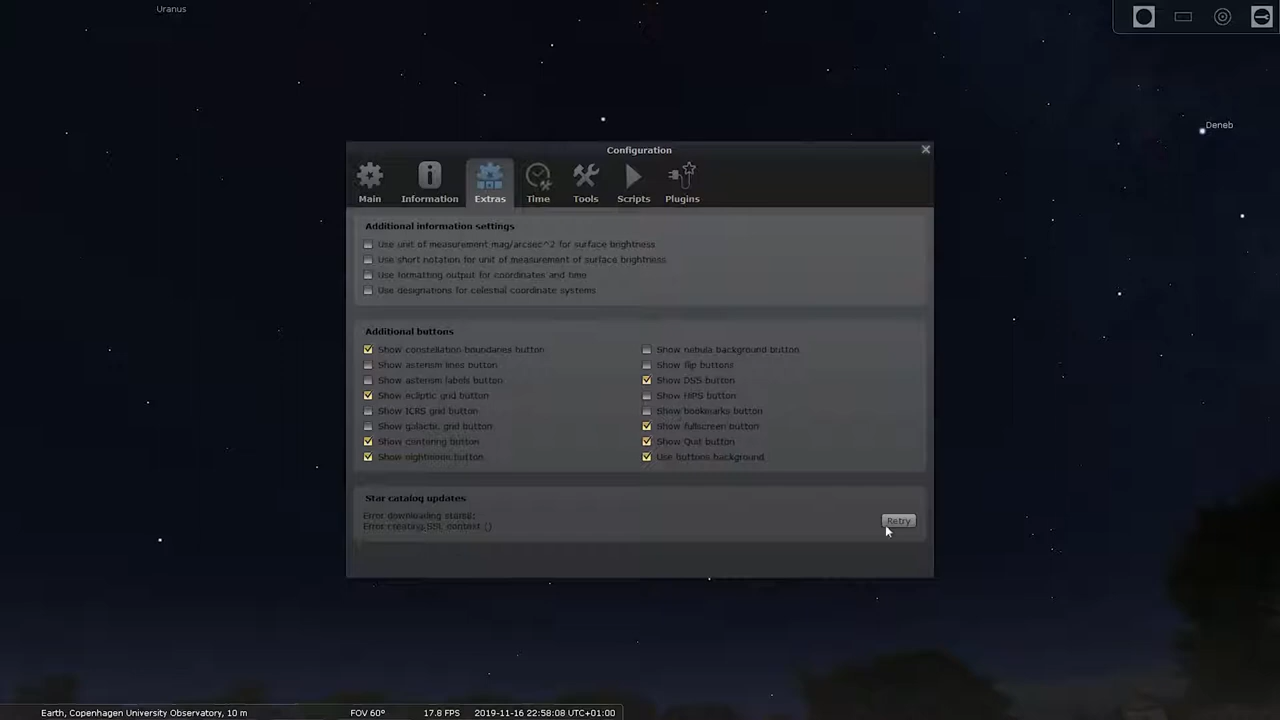 Uranus
Deneb
Configuration
Main Information Extras Time Tools Scripts Plugins
Additional information settings
Use unit of measurement mag/arcsec^2 for surface brightness
Use short notation for unit of measurement of surface brightness
Use formatting output for coordinates and time
Use designations for celestial coordinate systems
Additional buttons
Show constellation boundaries button
Show asterism lines button
Show asterism labels button
Show ecliptic grid button
Show ICRS grid button
Show galactic grid button
Show centering button
Show nightmode button
Show nebula background button
Show flip buttons
Show DSS button
Show HiPS button
Show bookmarks button
Show fullscreen button
Show Quit button
Use buttons background
Star catalog updates
Error downloading stars8:
Error creating SSL context ()
Retry
Earth, Copenhagen University Observatory, 10 m FOV 60° 17.8 FPS 2019-11-16 22:58:08 UTC+01:00